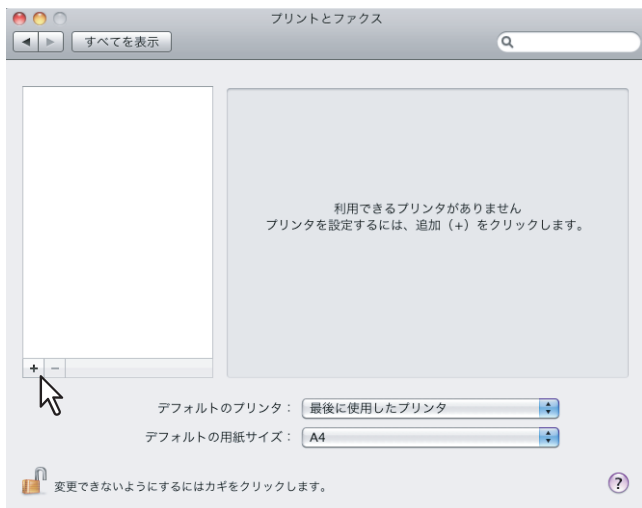 プリントとファクス
すべてを表示
利用できるプリンタがありません
プリンタを設定するには、追加（+）をクリックします。
+ −
デフォルトのプリンタ： 最後に使用したプリンタ
デフォルトの用紙サイズ： A4
変更できないようにするにはカギをクリックします。 ?